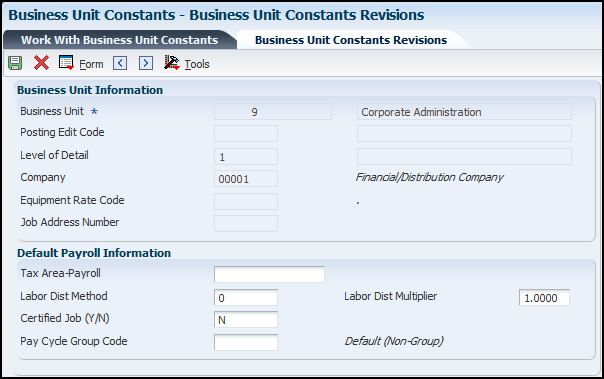 Business Unit Constants - Business Unit Constants Revisions
Work With Business Unit Constants Business Unit Constants Revisions
Form Tools
Business Unit Information
Business Unit * 9 Corporate Administration
Posting Edit Code
Level of Detail 1
Company 00001 Financial/Distribution Company
Equipment Rate Code .
Job Address Number
Default Payroll Information
Tax Area-Payroll
Labor Dist Method 0 Labor Dist Multiplier 1.0000
Certified Job (Y/N) N
Pay Cycle Group Code Default (Non-Group)